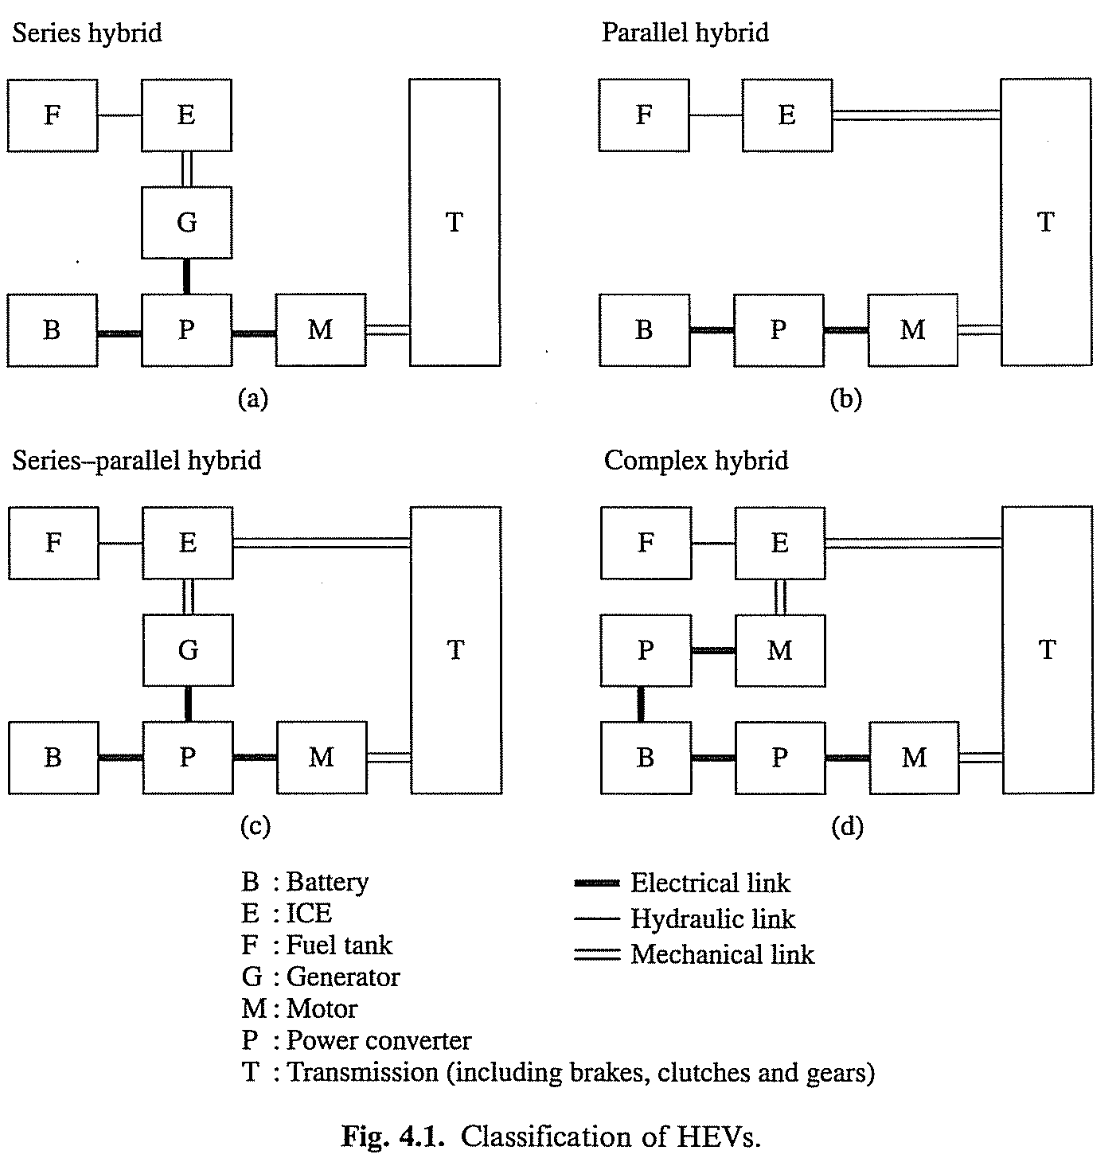 Series hybrid
F E
G T
B P M
(a)
Parallel hybrid
F E
T
B P M
(b)
Series–parallel hybrid
F E
G T
B P M
(c)
Complex hybrid
F E
P M T
B P M
(d)
B : Battery
E : ICE
F : Fuel tank
G : Generator
M : Motor
P : Power converter
T : Transmission (including brakes, clutches and gears)
Electrical link
Hydraulic link
Mechanical link
Fig. 4.1. Classification of HEVs.